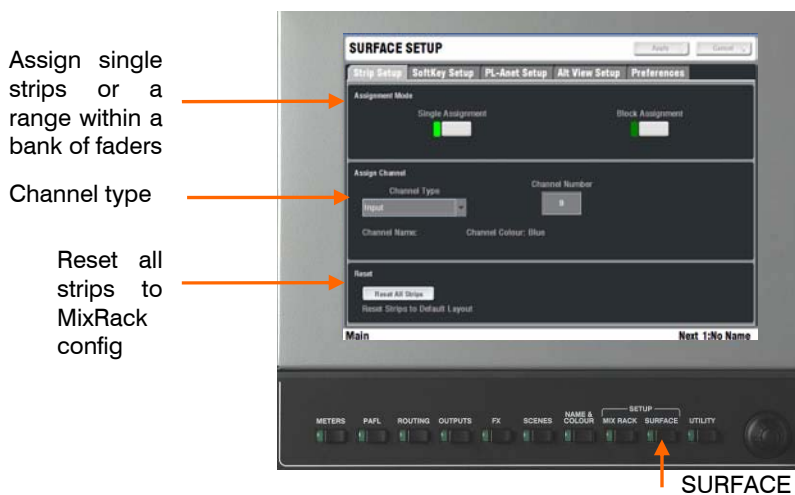 Assign single
strips or a
range within a
bank of faders
Channel type
Reset all
strips to
MixRack
config
SURFACE SETUP
Apply
Cancel
Strip Setup SoftKey Setup PL-Anet Setup Alt View Setup Preferences
Assignment Mode
Single Assignment
Block Assignment
Assign Channel
Channel Type
Channel Number
Input
9
Channel Name:
Channel Colour: Blue
Reset
Reset All Strips
Reset Strips to Default Layout
Main
Next 1:No Name
SETUP
METERS PAFL ROUTING OUTPUTS FX SCENES NAME & COLOUR MIX RACK SURFACE UTILITY
SURFACE